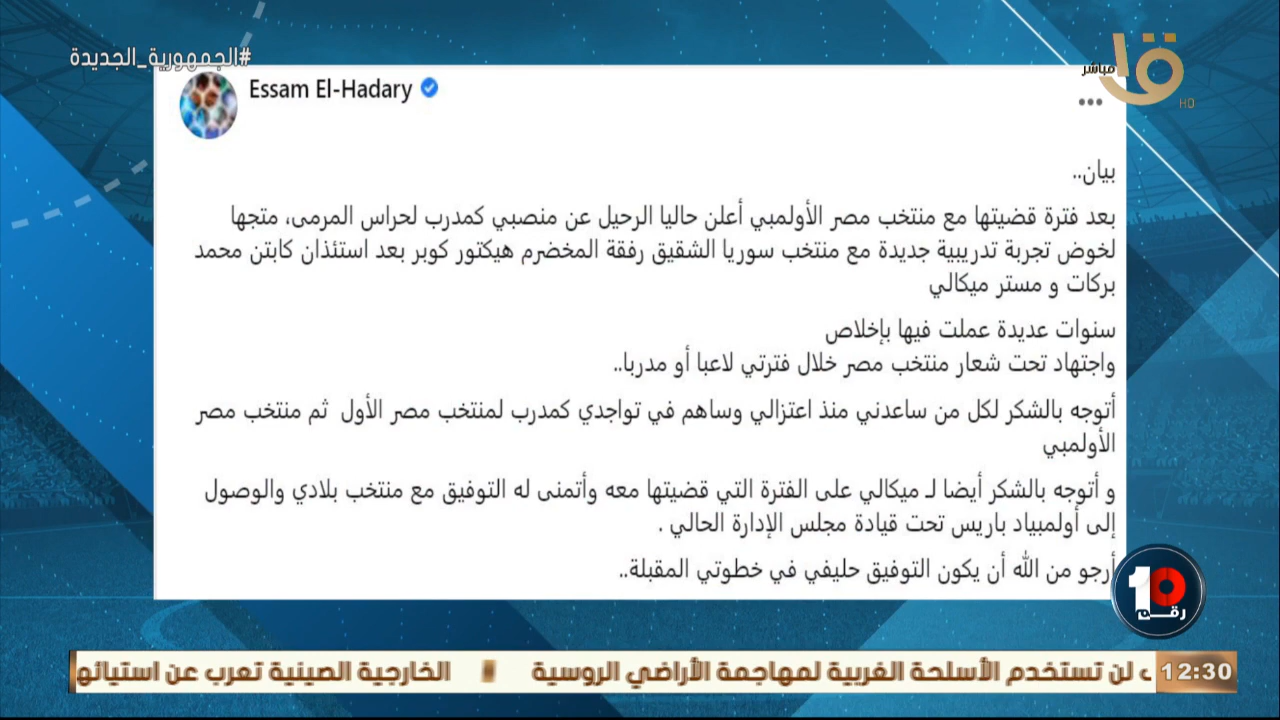 #الجمهورية_الجديدة
مباشر
HD
Essam El-Hadary
بيان..
بعد فترة قضيتها مع منتخب مصر الأولمبي أعلن حاليا الرحيل عن منصبي كمدرب لحراس المرمى، متجها
لخوض تجربة تدريبية جديدة مع منتخب سوريا الشقيق رفقة المخضرم هيكتور كوبر بعد استئذان كابتن محمد
بركات و مستر ميكالي
سنوات عديدة عملت فيها بإخلاص
واجتهاد تحت شعار منتخب مصر خلال فترتي لاعبا أو مدربا..
أتوجه بالشكر لكل من ساعدني منذ اعتزالي وساهم في تواجدي كمدرب لمنتخب مصر الأول ثم منتخب مصر
الأولمبي
و أتوجه بالشكر أيضا لـ ميكالي على الفترة التي قضيتها معه وأتمنى له التوفيق مع منتخب بلادي والوصول
إلى أولمبياد باريس تحت قيادة مجلس الإدارة الحالي .
أرجو من الله أن يكون التوفيق حليفي في خطوتي المقبلة..
10
رقم
12:30
لن تستخدم الأسلحة الغربية لمهاجمة الأراضي الروسية
الخارجية الصينية تعرب عن استيائها